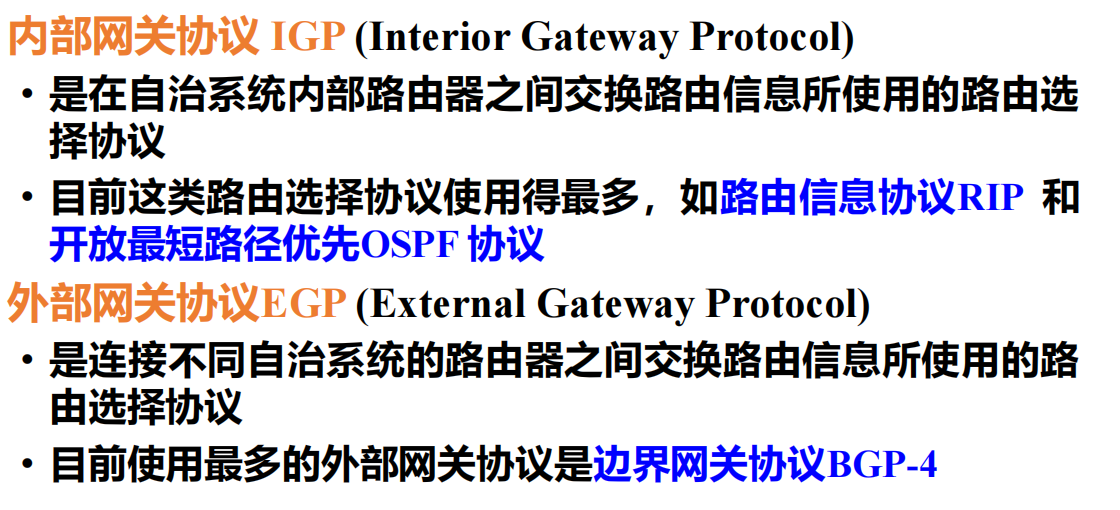 内部网关协议 IGP (Interior Gateway Protocol)
• 是在自治系统内部路由器之间交换路由信息所使用的路由选
择协议
• 目前这类路由选择协议使用得最多，如路由信息协议RIP 和
开放最短路径优先OSPF 协议
外部网关协议EGP (External Gateway Protocol)
• 是连接不同自治系统的路由器之间交换路由信息所使用的路
由选择协议
• 目前使用最多的外部网关协议是边界网关协议BGP-4